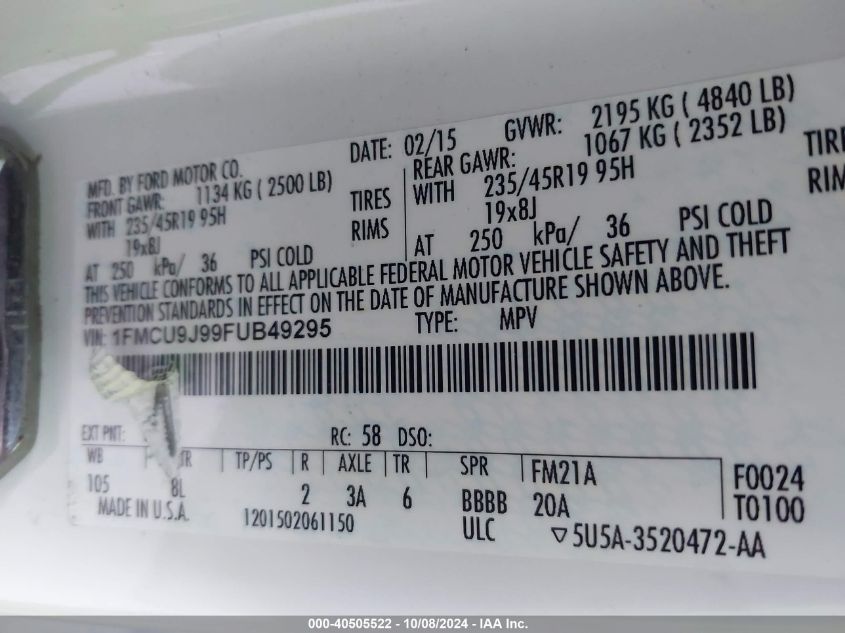 MFD. BY FORD MOTOR CO.
DATE: 02/15 GVWR: 2195 KG ( 4840 LB)
FRONT GAWR: 1134 KG ( 2500 LB)
REAR GAWR: 1067 KG ( 2352 LB)
WITH 235/45R19 95H TIRES
WITH 235/45R19 95H
19x8J RIMS
19x8J
AT 250 kPa/ 36 PSI COLD
AT 250 kPa/ 36 PSI COLD
THIS VEHICLE CONFORMS TO ALL APPLICABLE FEDERAL MOTOR VEHICLE SAFETY AND THEFT
PREVENTION STANDARDS IN EFFECT ON THE DATE OF MANUFACTURE SHOWN ABOVE.
VIN: 1FMCU9J99FUB49295 TYPE: MPV
EXT PNT: RC: 58 DSO:
WB TP/PS R AXLE TR SPR FM21A F0024
105 8L 2 3A 6 BBBB 20A T0100
MADE IN U.S.A. 1201502061150 ULC 5U5A-3520472-AA
000-40505522 - 10/08/2024 - IAA Inc.